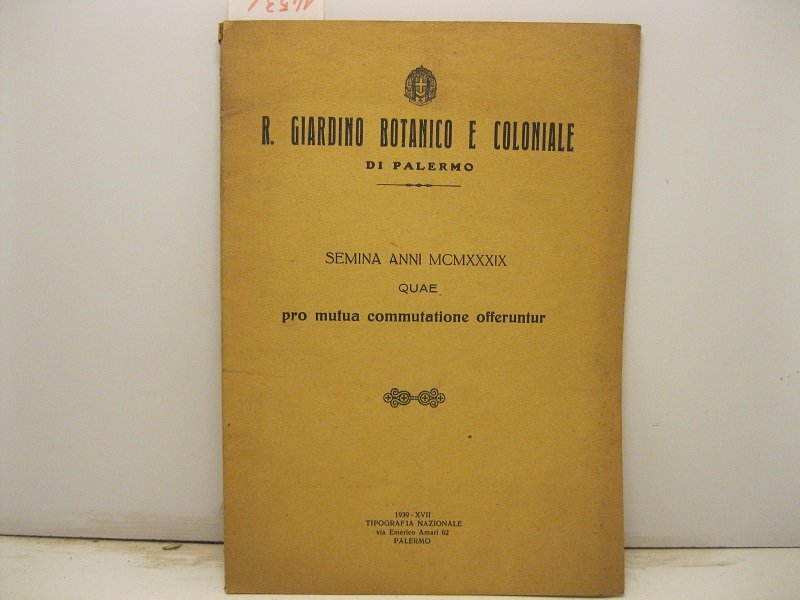 R. GIARDINO BOTANICO E COLONIALE
DI PALERMO
SEMINA ANNI MCMXXXIX
QUAE
pro mutua commutatione offeruntur
1939 - XVII
TIPOGRAFIA NAZIONALE
via Emerico Amari 62
PALERMO